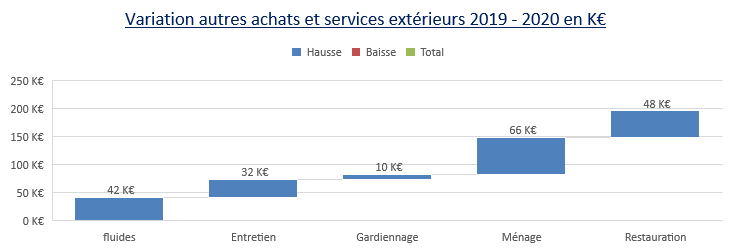 Variation autres achats et services extérieurs 2019 - 2020 en K€
Hausse Baisse Total
250 K€
200 K€
150 K€
100 K€
50 K€
0 K€
42 K€
32 K€
10 K€
66 K€
48 K€
fluides Entretien Gardiennage Ménage Restauration